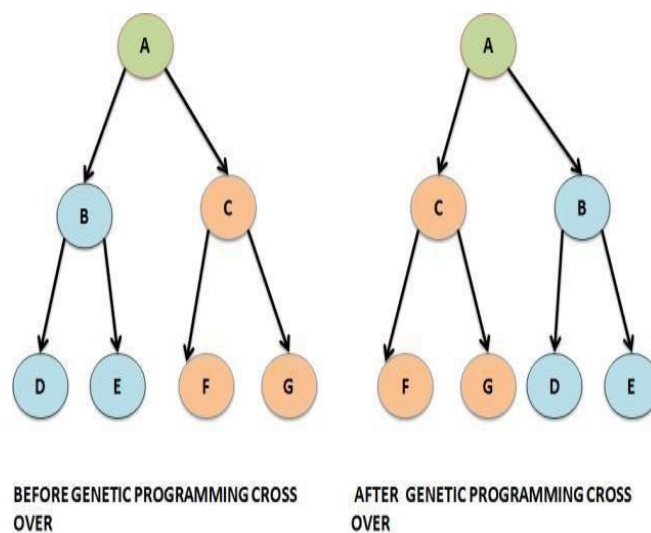 A
B
C
D
E
F
G
BEFORE GENETIC PROGRAMMING CROSS
OVER
A
C
B
F
G
D
E
AFTER GENETIC PROGRAMMING CROSS
OVER